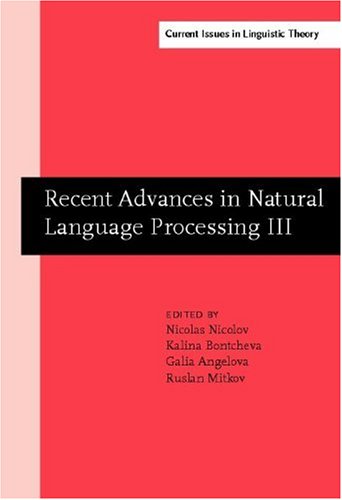 Current Issues in Linguistic Theory
Recent Advances in Natural
Language Processing III
EDITED BY
Nicolas Nicolov
Kalina Bontcheva
Galia Angelova
Ruslan Mitkov